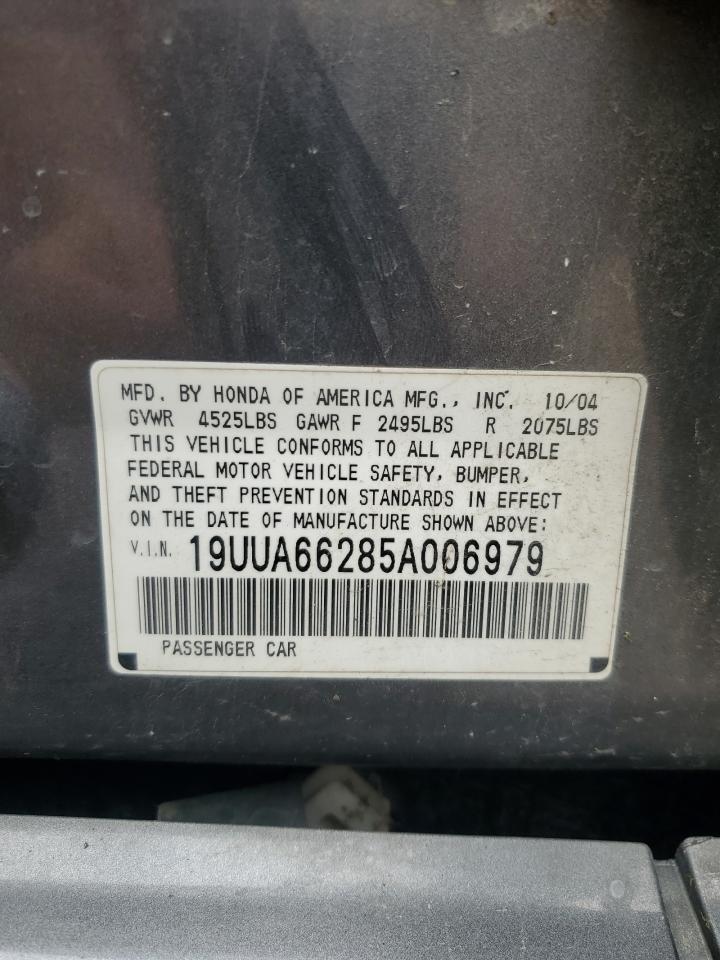 MFD. BY HONDA OF AMERICA MFG., INC. 10/04
GVWR 4525LBS GAWR F 2495LBS R 2075LBS
THIS VEHICLE CONFORMS TO ALL APPLICABLE
FEDERAL MOTOR VEHICLE SAFETY, BUMPER,
AND THEFT PREVENTION STANDARDS IN EFFECT
ON THE DATE OF MANUFACTURE SHOWN ABOVE:
V.I.N. 19UUA66285A006979
PASSENGER CAR